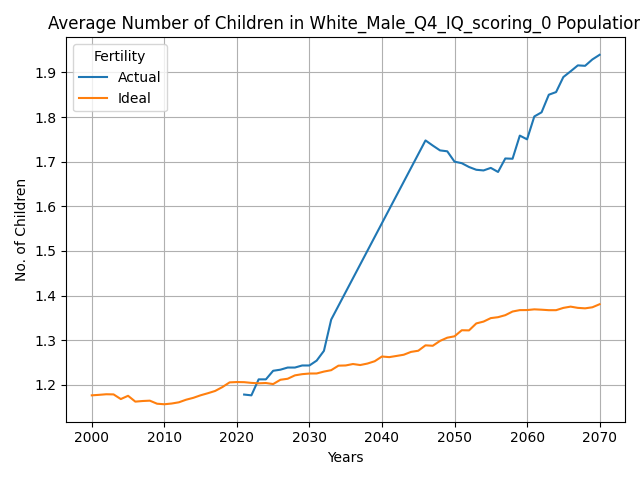 Average Number of Children in White_Male_Q4_IQ_scoring_0 Population
Fertility
Actual
Ideal
No. of Children
1.9
1.8
1.7
1.6
1.5
1.4
1.3
1.2
2000 2010 2020 2030 2040 2050 2060 2070
Years